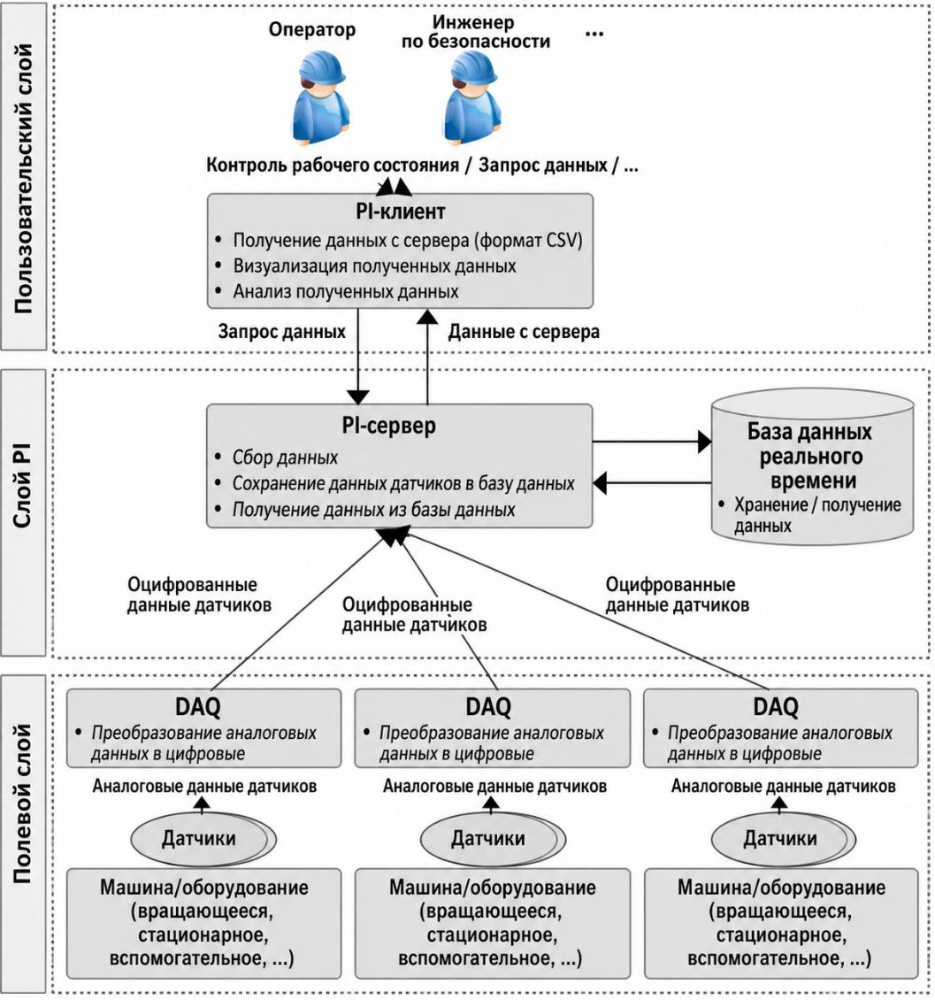 Пользовательский слой
Оператор
Инженер
по безопасности
...
Контроль рабочего состояния / Запрос данных / ...
PI-клиент
• Получение данных с сервера (формат CSV)
• Визуализация полученных данных
• Анализ полученных данных
Запрос данных
Данные с сервера
Слой PI
PI-сервер
• Сбор данных
• Сохранение данных датчиков в базу данных
• Получение данных из базы данных
База данных
реального
времени
• Хранение / получение
данных
Оцифрованные
данные датчиков
Оцифрованные
данные датчиков
Оцифрованные
данные датчиков
Полевой слой
DAQ
• Преобразование аналоговых
данных в цифровые
Аналоговые данные датчиков
Датчики
Машина/оборудование
(вращающееся,
стационарное,
вспомогательное, ...)
DAQ
• Преобразование аналоговых
данных в цифровые
Аналоговые данные датчиков
Датчики
Машина/оборудование
(вращающееся,
стационарное,
вспомогательное, ...)
DAQ
• Преобразование аналоговых
данных в цифровые
Аналоговые данные датчиков
Датчики
Машина/оборудование
(вращающееся,
стационарное,
вспомогательное, ...)